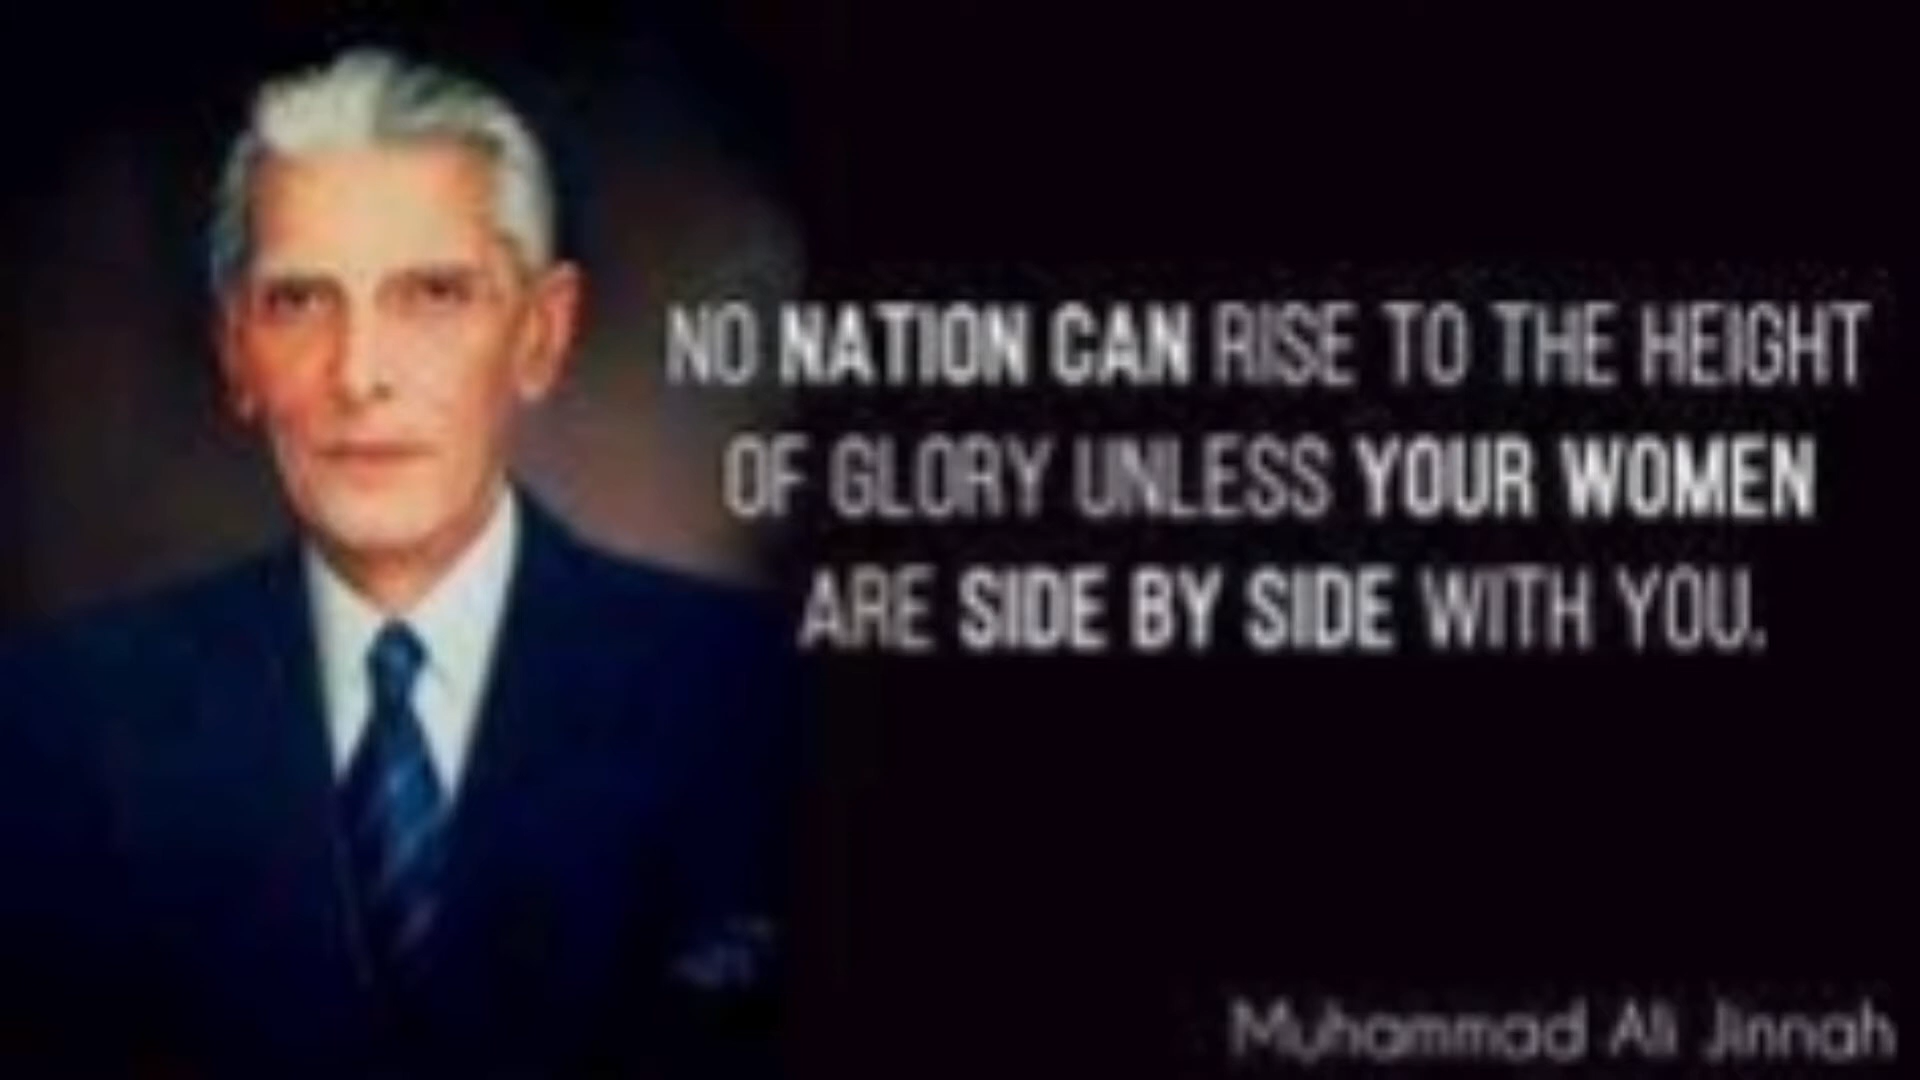 NO NATION CAN RISE TO THE HEIGHT
OF GLORY UNLESS YOUR WOMEN
ARE SIDE BY SIDE WITH YOU.
Muhammad Ali Jinnah